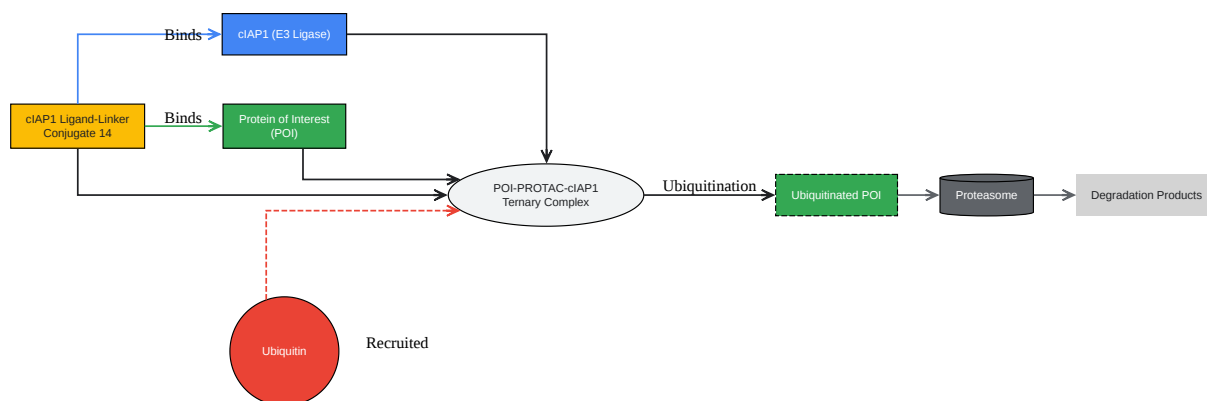 Binds
cIAP1 (E3 Ligase)
cIAP1 Ligand-Linker
Conjugate 14
Binds
Protein of Interest
(POI)
POI-PROTAC-cIAP1
Ternary Complex
Ubiquitination
Ubiquitinated POI
Proteasome
Degradation Products
Ubiquitin
Recruited